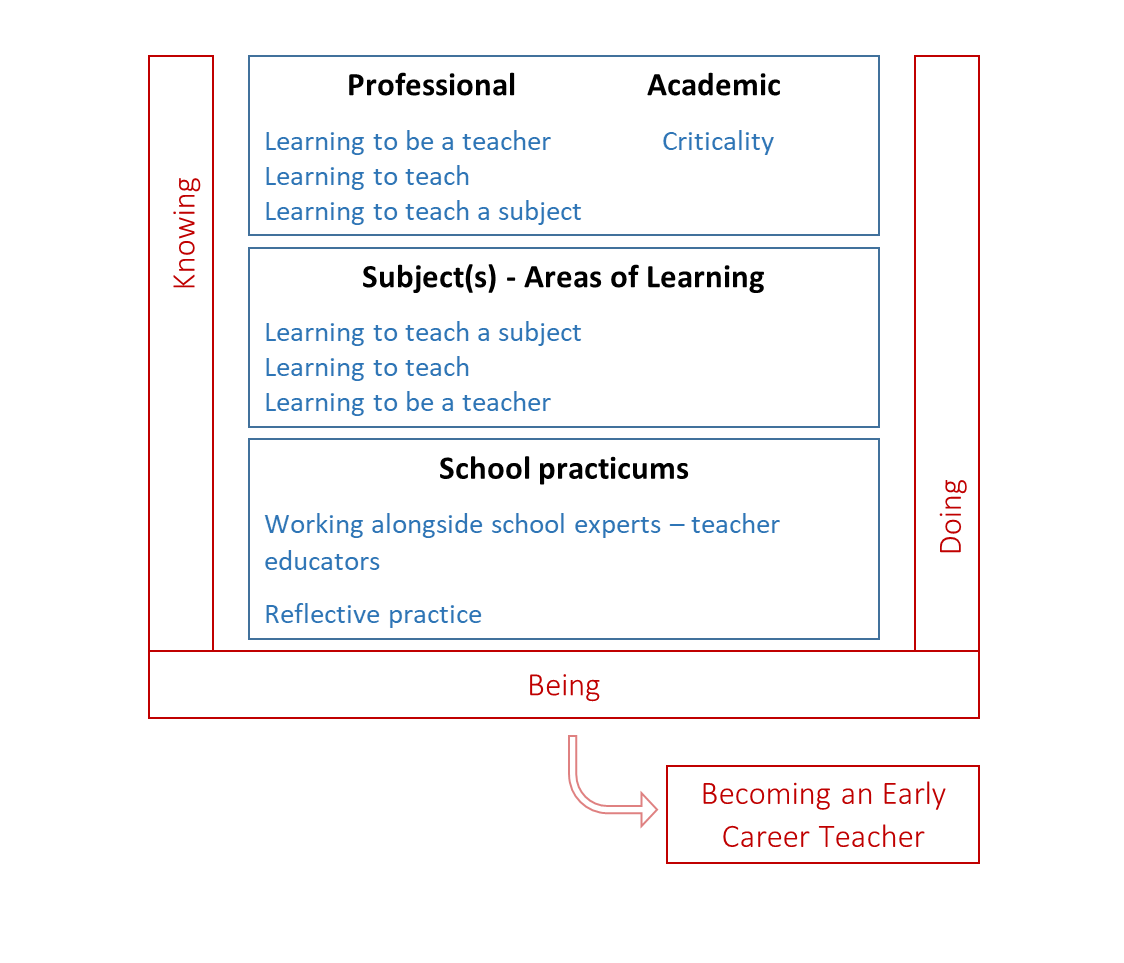 Knowing
Professional
Academic
Learning to be a teacher
Criticality
Learning to teach
Learning to teach a subject
Subject(s) - Areas of Learning
Learning to teach a subject
Learning to teach
Learning to be a teacher
School practicums
Working alongside school experts – teacher
educators
Reflective practice
Doing
Being
Becoming an Early
Career Teacher